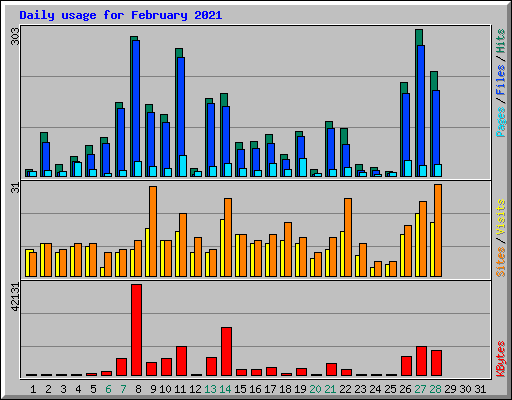 Daily usage for February 2021
303
Pages / Files / Hits
31
Sites / Visits
42131
KBytes
1 2 3 4 5 6 7 8 9 10 11 12 13 14 15 16 17 18 19 20 21 22 23 24 25 26 27 28 29 30 31